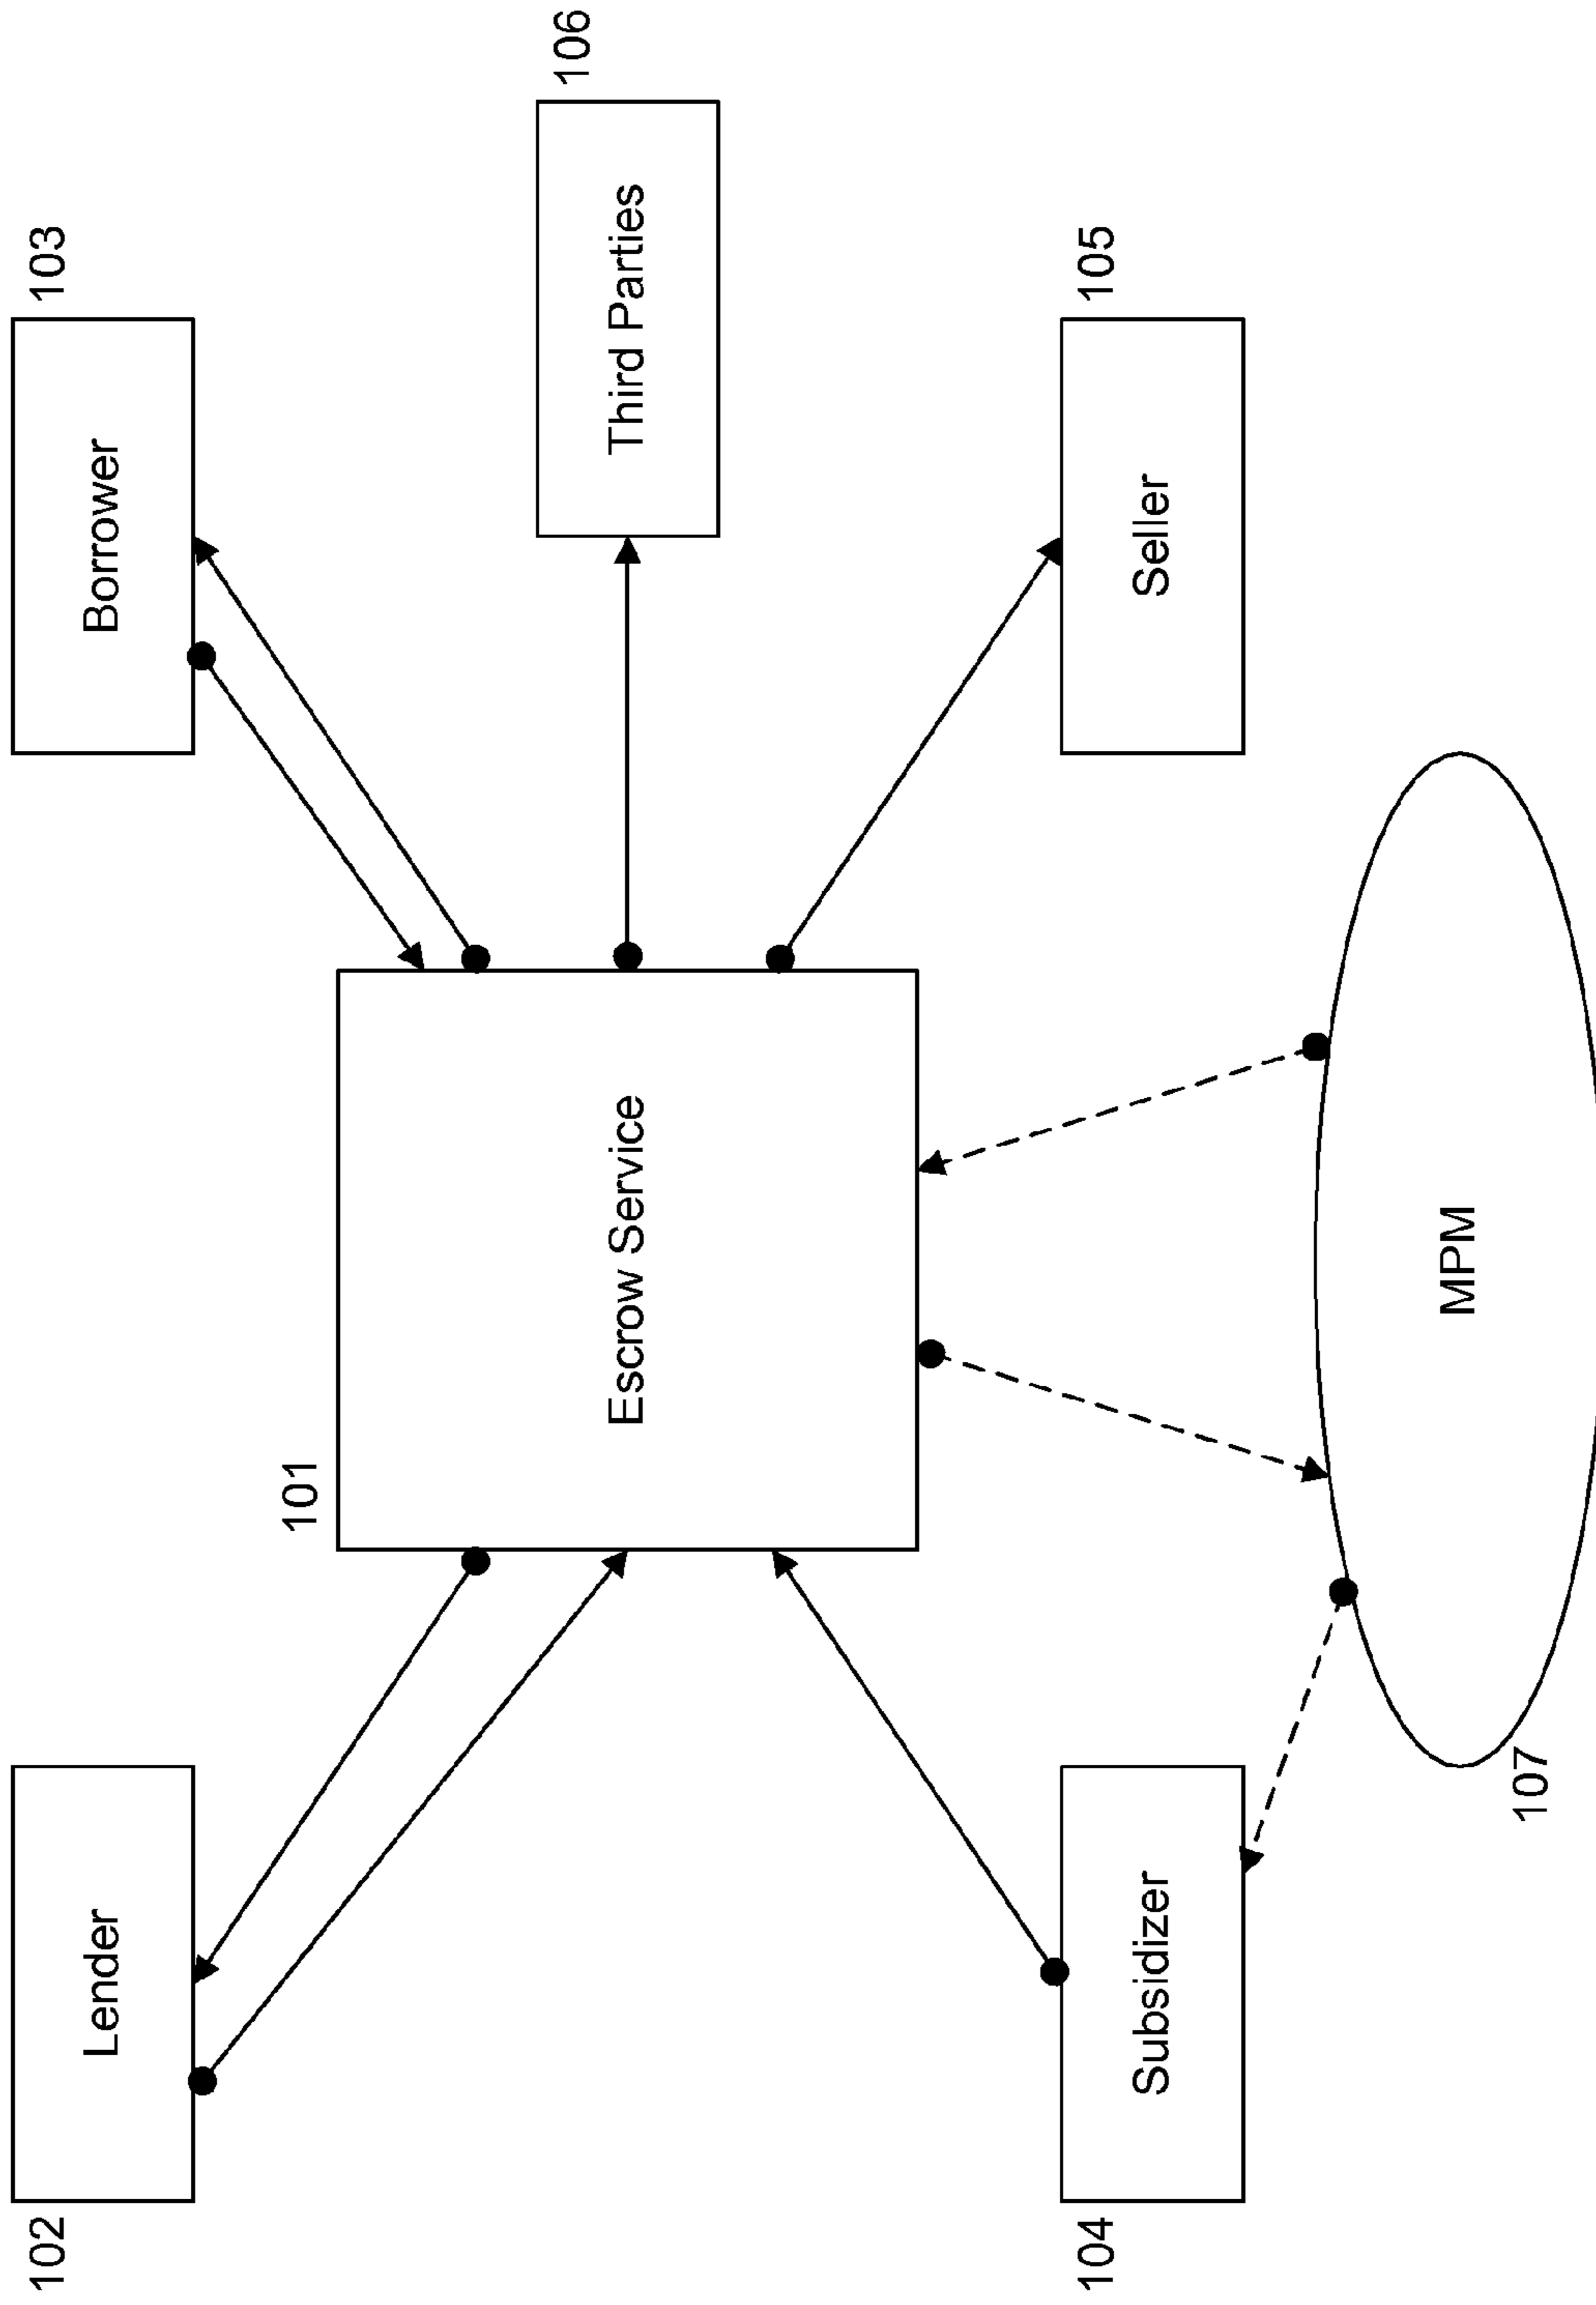 102
Lender
Borrower
103
101
Escrow Service
Third Parties
106
104
Subsidizer
Seller
105
MPM
107